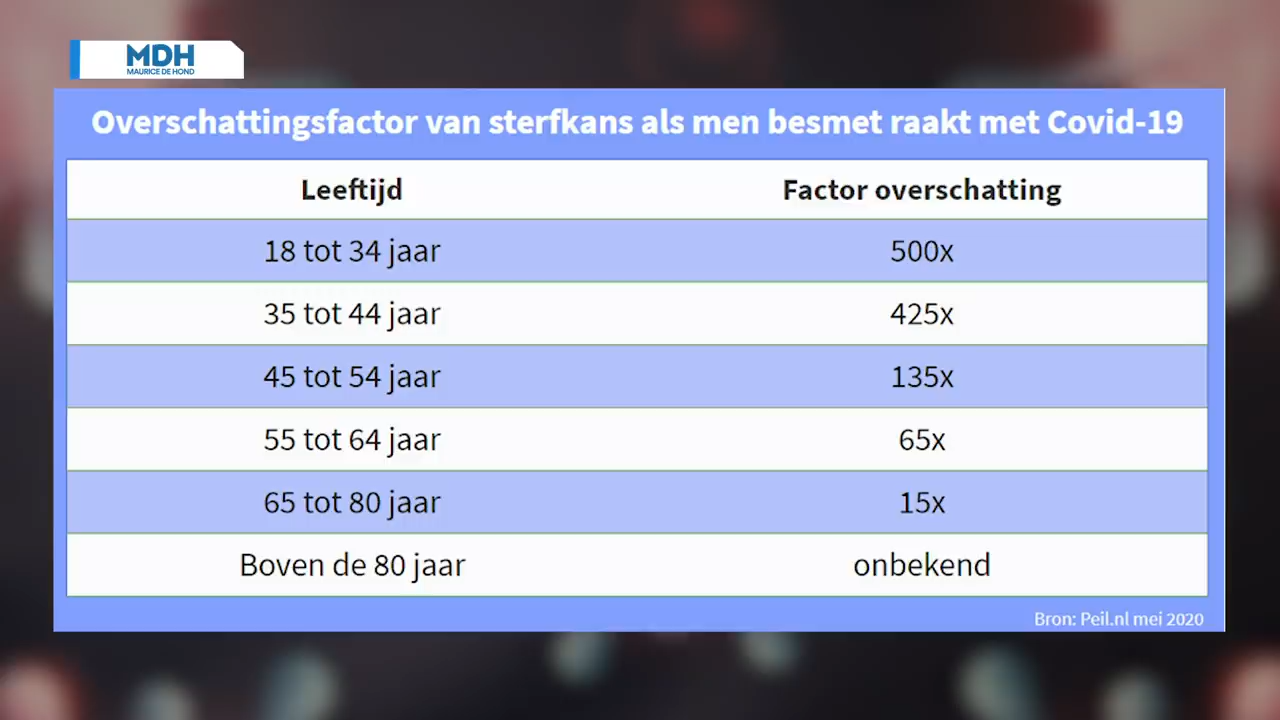 MDH
MAURICE DE HOND
Overschattingsfactor van sterfkans als men besmet raakt met Covid-19
Leeftijd Factor overschatting
18 tot 34 jaar 500x
35 tot 44 jaar 425x
45 tot 54 jaar 135x
55 tot 64 jaar 65x
65 tot 80 jaar 15x
Boven de 80 jaar onbekend
Bron: Peil.nl mei 2020